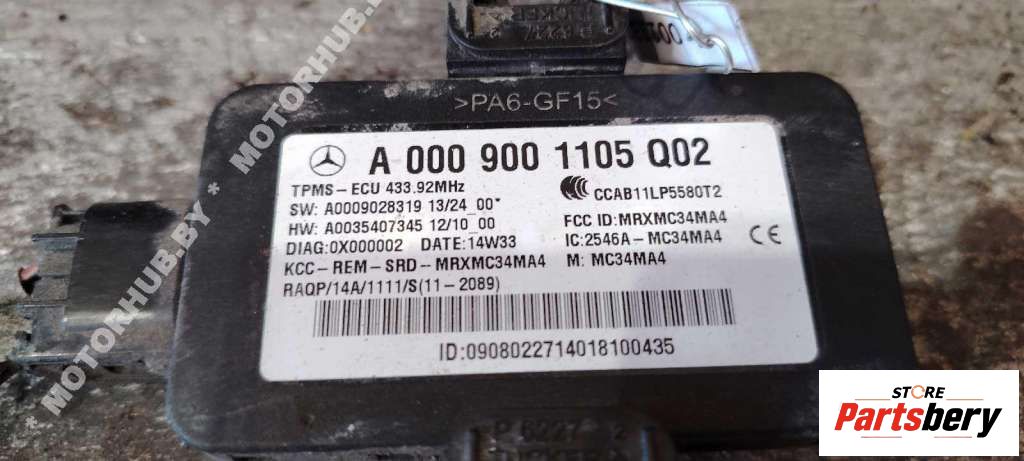 >PA6-GF15<
A 000 900 1105 Q02
TPMS-ECU 433.92MHz
SW: A0009028319 13/24_00*
HW: A0035407345 12/10_00
DIAG:0X000002 DATE:14W33
KCC-REM-SRD-MRXMC34MA4
RAQP/14A/1111/S(11-2089)
CCAB11LP5580T2
FCC ID:MRXMC34MA4
IC:2546A-MC34MA4
M: MC34MA4
CE
ID:0908022714018100435
* MOTORHUB.BY * MOTORHUB.BY
STORE
Partsbery